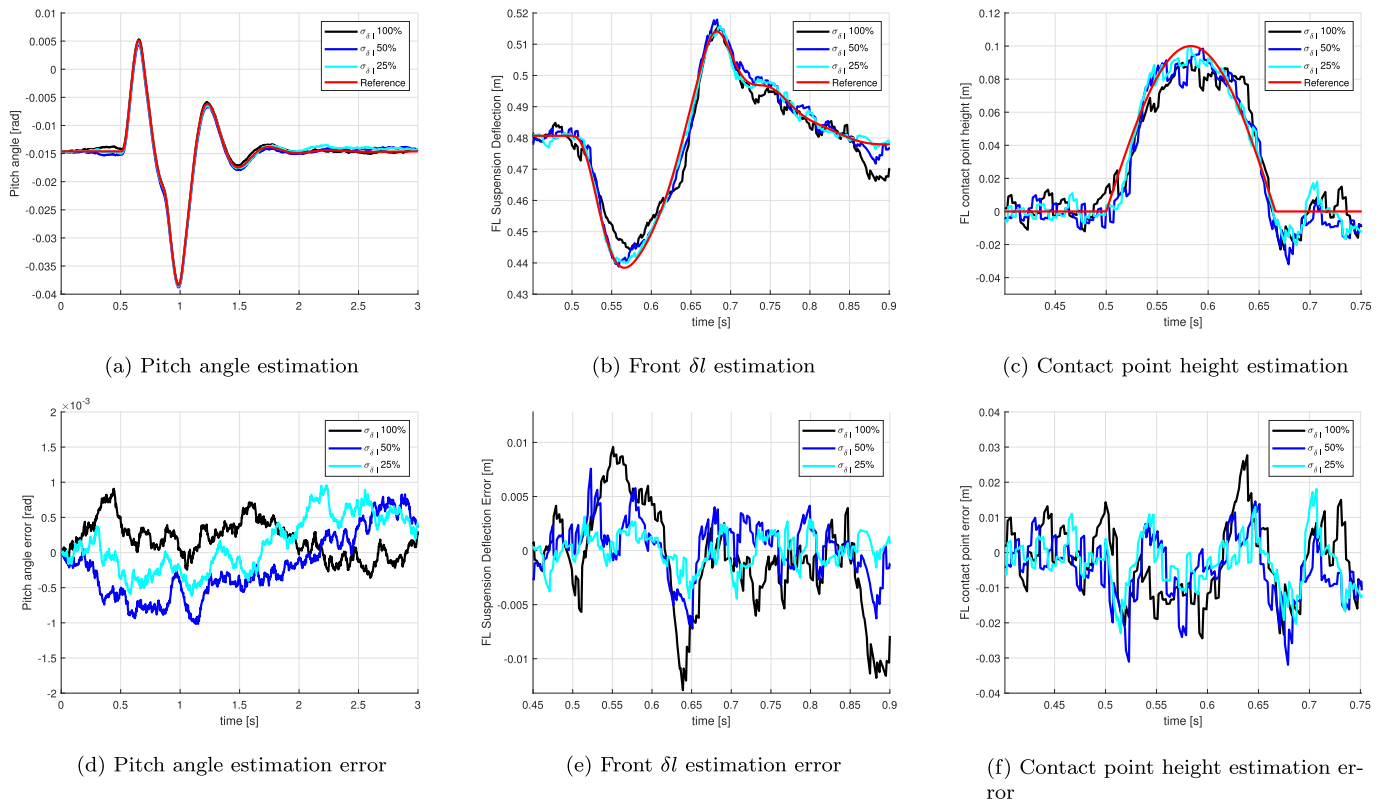 0.01
0.005
0
-0.005
-0.01
-0.015
-0.02
-0.025
-0.03
-0.035
-0.04
0
0.5
1
1.5
2
2.5
3
Pitch angle [rad]
time [s]
σδl 100%
σδl 50%
σδl 25%
Reference
(a) Pitch angle estimation
0.52
0.51
0.5
0.49
0.48
0.47
0.46
0.45
0.44
0.43
0.5
0.55
0.6
0.65
0.7
0.75
0.8
0.85
0.9
FL Suspension Deflection [m]
time [s]
σδl 100%
σδl 50%
σδl 25%
Reference
(b) Front δl estimation
0.12
0.1
0.08
0.06
0.04
0.02
0
-0.02
-0.04
0.45
0.5
0.55
0.6
0.65
0.7
0.75
FL contact point height [m]
time [s]
σδl 100%
σδl 50%
σδl 25%
Reference
(c) Contact point height estimation
×10-3
2
1.5
1
0.5
0
-0.5
-1
-1.5
-2
0
0.5
1
1.5
2
2.5
3
Pitch angle error [rad]
time [s]
σδl 100%
σδl 50%
σδl 25%
(d) Pitch angle estimation error
0.01
0.005
0
-0.005
-0.01
0.45
0.5
0.55
0.6
0.65
0.7
0.75
0.8
0.85
0.9
FL Suspension Deflection Error [m]
time [s]
σδl 100%
σδl 50%
σδl 25%
(e) Front δl estimation error
0.04
0.03
0.02
0.01
0
-0.01
-0.02
-0.03
-0.04
0.45
0.5
0.55
0.6
0.65
0.7
0.75
FL contact point error [m]
time [s]
σδl 100%
σδl 50%
σδl 25%
(f) Contact point height estimation er-
ror